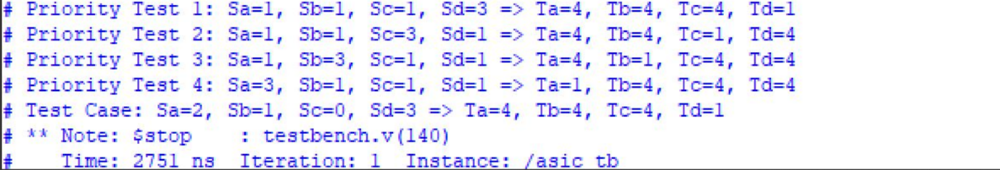 # Priority Test 1: Sa=1, Sb=1, Sc=1, Sd=3 => Ta=4, Tb=4, Tc=4, Td=1
# Priority Test 2: Sa=1, Sb=1, Sc=3, Sd=1 => Ta=4, Tb=4, Tc=1, Td=4
# Priority Test 3: Sa=1, Sb=3, Sc=1, Sd=1 => Ta=4, Tb=1, Tc=4, Td=4
# Priority Test 4: Sa=3, Sb=1, Sc=1, Sd=1 => Ta=1, Tb=4, Tc=4, Td=4
# Test Case: Sa=2, Sb=1, Sc=0, Sd=3 => Ta=4, Tb=4, Tc=4, Td=1
# ** Note: $stop    : testbench.v(140)
#    Time: 2751 ns  Iteration: 1  Instance: /asic_tb